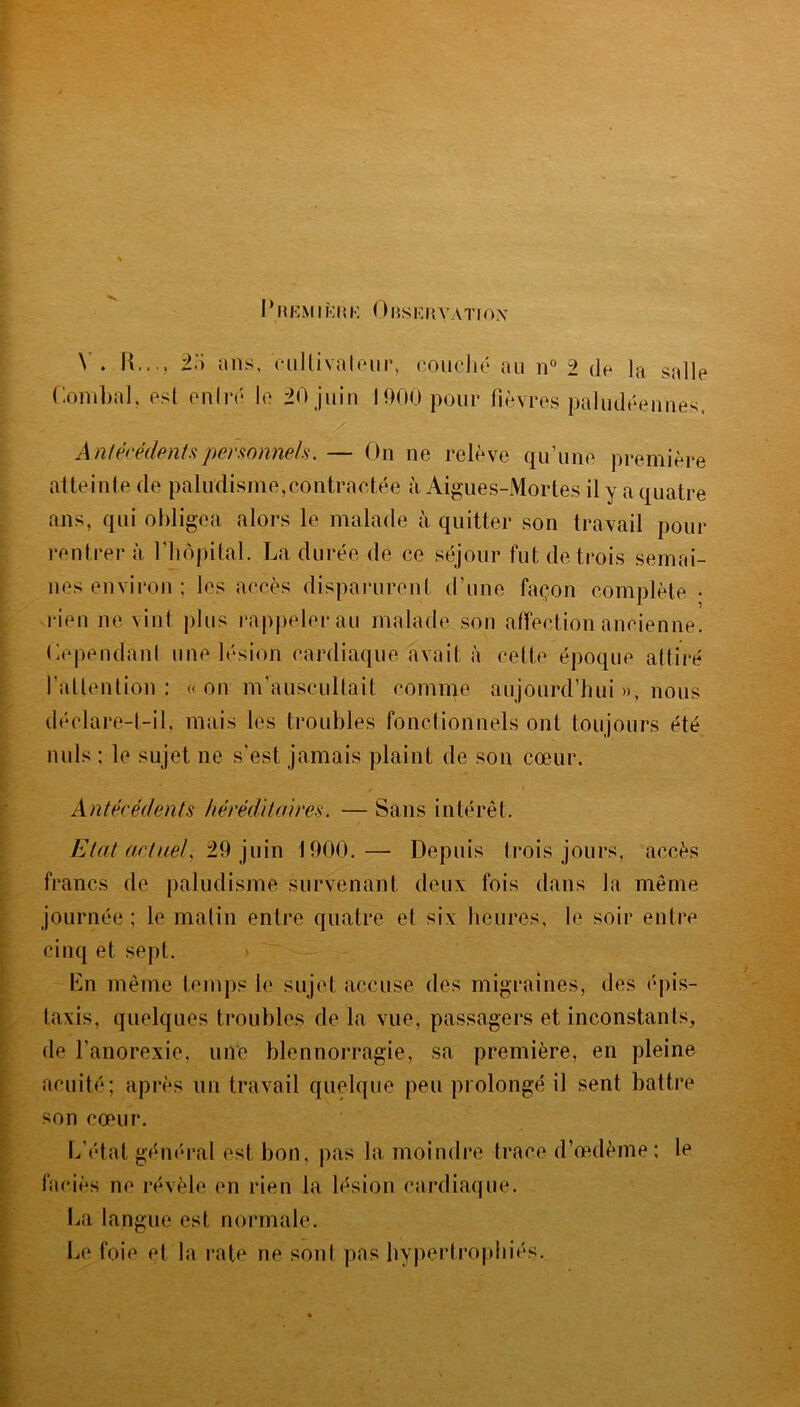 PREMIÈRE OBSERVATION
V. R..., 25 ans, cultivateur, couché au n° 2 de la salle
Combal, est entré le 20 juin 1900 pour fièvres paludéennes.
Antécédents personnels. — On ne relève qu'une première
atteinte de paludisme, contractée à Aigues-Mortes il y a quatre
ans, qui obligea alors le malade à quitter son travail pour
rentrer à l'hôpital. La durée de ce séjour fut de trois semai-
nes environ ; les accès disparurent d'une façon complète ;
rien ne vint plus rappeler au malade son affection ancienne.
Cependant une lésion cardiaque avait à cette époque attiré
l'attention : « on m'auscultait comme aujourd'hui », nous
déclare-t-il, mais les troubles fonctionnels ont toujours été
nuls ; le sujet ne s'est jamais plaint de son cœur.
Antécédents héréditaires. — Sans intérêt.
Etat actuel, 29 juin 1900. — Depuis trois jours, accès
francs de paludisme survenant deux fois dans la même
journée ; le matin entre quatre et six heures, le soir entre
cinq et sept.
En même temps le sujet accuse des migraines, des épis-
taxis, quelques troubles de la vue, passagers et inconstants,
de l'anorexie, une blennorragie, sa première, en pleine
acuité; après un travail quelque peu prolongé il sent battre
son cœur.
L'état général est bon, pas la moindre trace d'œdème ; le
faciès ne révèle en rien la lésion cardiaque.
La langue est normale.
Le foie et la rate ne sont pas hypertrophiés.